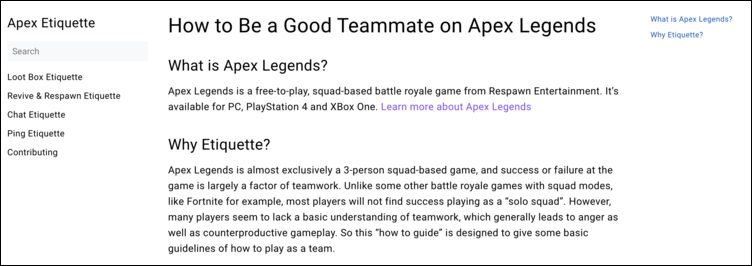 Apex Etiquette
Search
Loot Box Etiquette
Revive & Respawn Etiquette
Chat Etiquette
Ping Etiquette
Contributing
How to Be a Good Teammate on Apex Legends
What is Apex Legends?
Apex Legends is a free-to-play, squad-based battle royale game from Respawn Entertainment. It’s
available for PC, PlayStation 4 and XBox One. Learn more about Apex Legends
Why Etiquette?
Apex Legends is almost exclusively a 3-person squad-based game, and success or failure at the
game is largely a factor of teamwork. Unlike some other battle royale games with squad modes,
like Fortnite for example, most players will not find success playing as a “solo squad”. However,
many players seem to lack a basic understanding of teamwork, which generally leads to anger as
well as counterproductive gameplay. So this “how to guide” is designed to give some basic
guidelines of how to play as a team.
What is Apex Legends?
Why Etiquette?